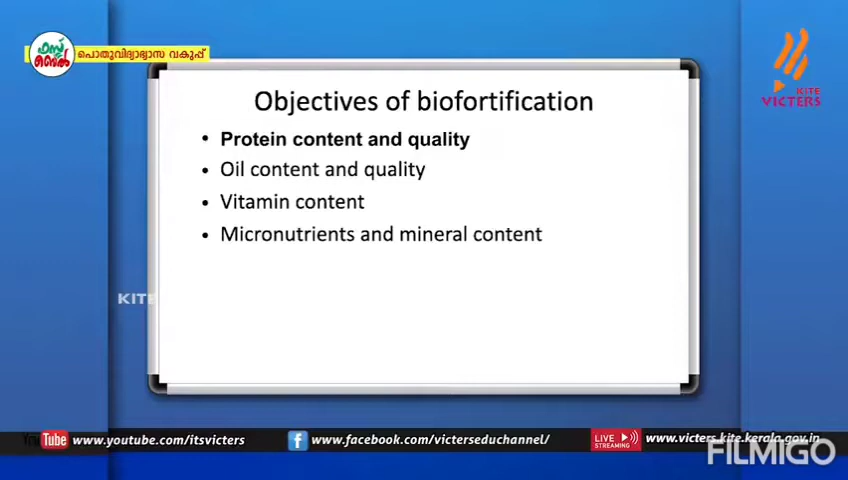 ഫസ്റ്റ് ബെൽ
പൊതുവിദ്യാഭ്യാസ വകുപ്പ്
KITE
VICTERS
Objectives of biofortification
• Protein content and quality
• Oil content and quality
• Vitamin content
• Micronutrients and mineral content
KITE
Tube www.youtube.com/itsvicters
f www.facebook.com/victerseduchannel/
LIVE STREAMING www.victers.kite.kerala.gov.in
FILMIGO